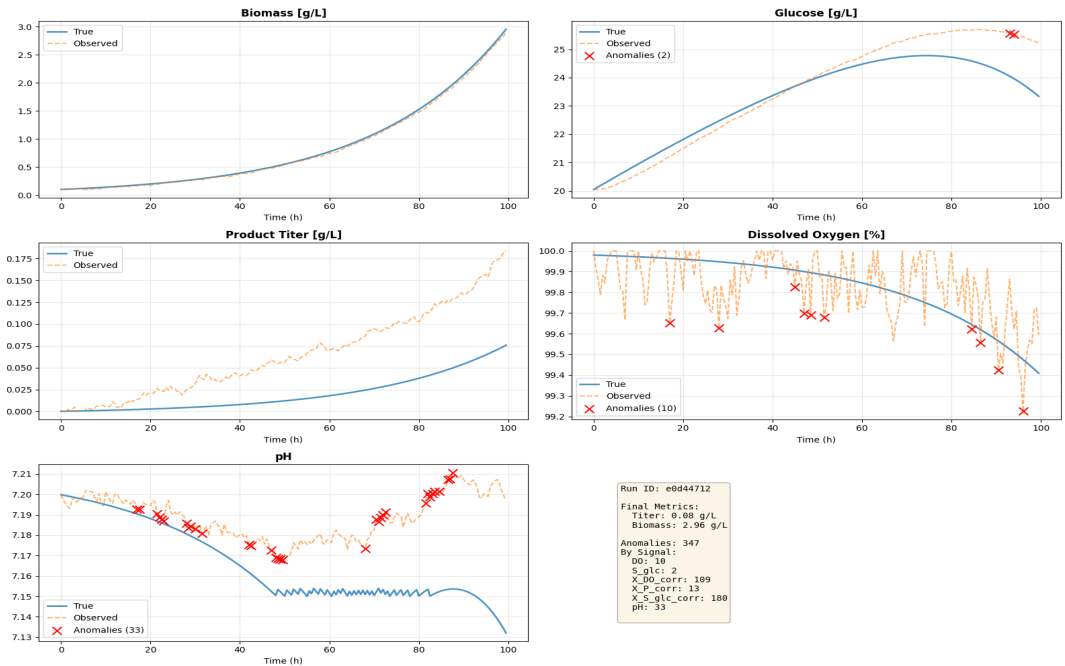 Biomass [g/L]
True
Observed
3.0
2.5
2.0
1.5
1.0
0.5
0.0
0 20 40 60 80 100
Time (h)
Glucose [g/L]
True
Observed
Anomalies (2)
25
24
23
22
21
20
0 20 40 60 80 100
Time (h)
Product Titer [g/L]
True
Observed
0.175
0.150
0.125
0.100
0.075
0.050
0.025
0.000
0 20 40 60 80 100
Time (h)
Dissolved Oxygen [%]
100.0
99.9
99.8
99.7
99.6
99.5
99.4
99.3
99.2
True
Observed
Anomalies (10)
0 20 40 60 80 100
Time (h)
pH
7.21
7.20
7.19
7.18
7.17
7.16
7.15
7.14
7.13
True
Observed
Anomalies (33)
0 20 40 60 80 100
Time (h)
Run ID: e0d44712
Final Metrics:
Titer: 0.08 g/L
Biomass: 2.96 g/L
Anomalies: 347
By Signal:
DO: 10
S_glc: 2
X_DO_corr: 109
X_P_corr: 13
X_S_glc_corr: 180
pH: 33